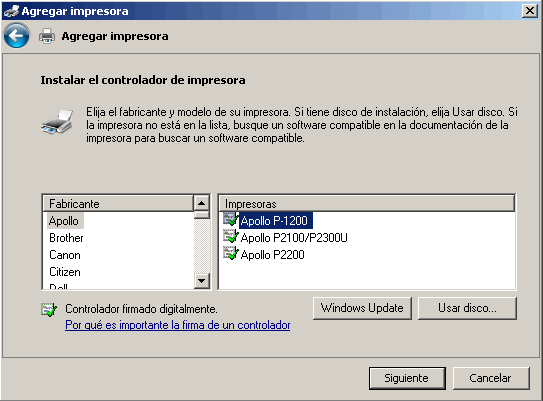 Agregar impresora
Agregar impresora
Instalar el controlador de impresora
Elija el fabricante y modelo de su impresora. Si tiene disco de instalación, elija Usar disco. Si
la impresora no está en la lista, busque un software compatible en la documentación de la
impresora para buscar un software compatible.
Fabricante
Apollo
Brother
Canon
Citizen
Dell
Impresoras
Apollo P-1200
Apollo P2100/P2300U
Apollo P2200
Controlador firmado digitalmente.
Por qué es importante la firma de un controlador
Windows Update
Usar disco...
Siguiente
Cancelar